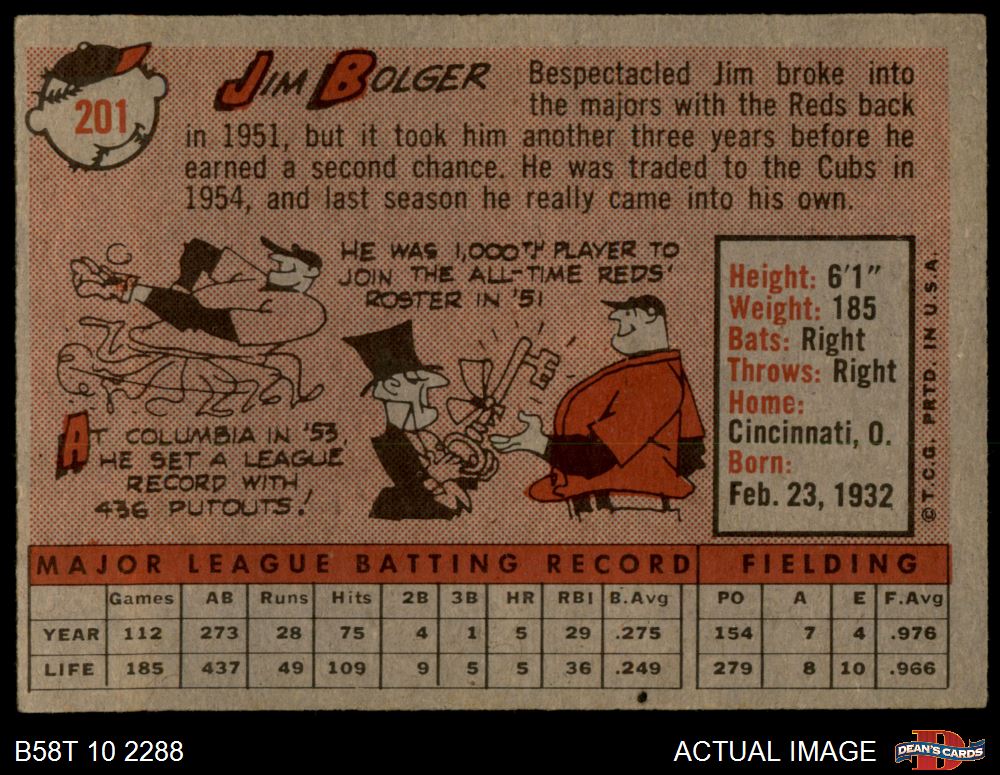 201
JIM BOLGER
Bespectacled Jim broke into
the majors with the Reds back
in 1951, but it took him another three years before he
earned a second chance. He was traded to the Cubs in
1954, and last season he really came into his own.
HE WAS 1,000TH PLAYER TO
JOIN THE ALL-TIME REDS'
ROSTER IN '51
AT COLUMBIA IN '53,
HE SET A LEAGUE
RECORD WITH
436 PUTOUTS!
Height: 6'1"
Weight: 185
Bats: Right
Throws: Right
Home:
Cincinnati, O.
Born:
Feb. 23, 1932
© T.C.G. PRTD. IN U.S.A.
MAJOR LEAGUE BATTING RECORD FIELDING
Games AB Runs Hits 2B 3B HR RBI B.Avg PO A E F.Avg
YEAR 112 273 28 75 4 1 5 29 .275 154 7 4 .976
LIFE 185 437 49 109 9 5 5 36 .249 279 8 10 .966
B58T 10 2288 ACTUAL IMAGE D DEAN'S CARDS